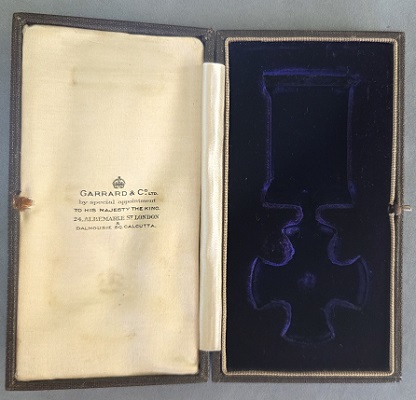 GARRARD & Co. LTD.
by special appointment
TO HIS MAJESTY THE KING.
24, ALBEMARLE ST LONDON
&
DALHOUSIE SQ CALCUTTA.